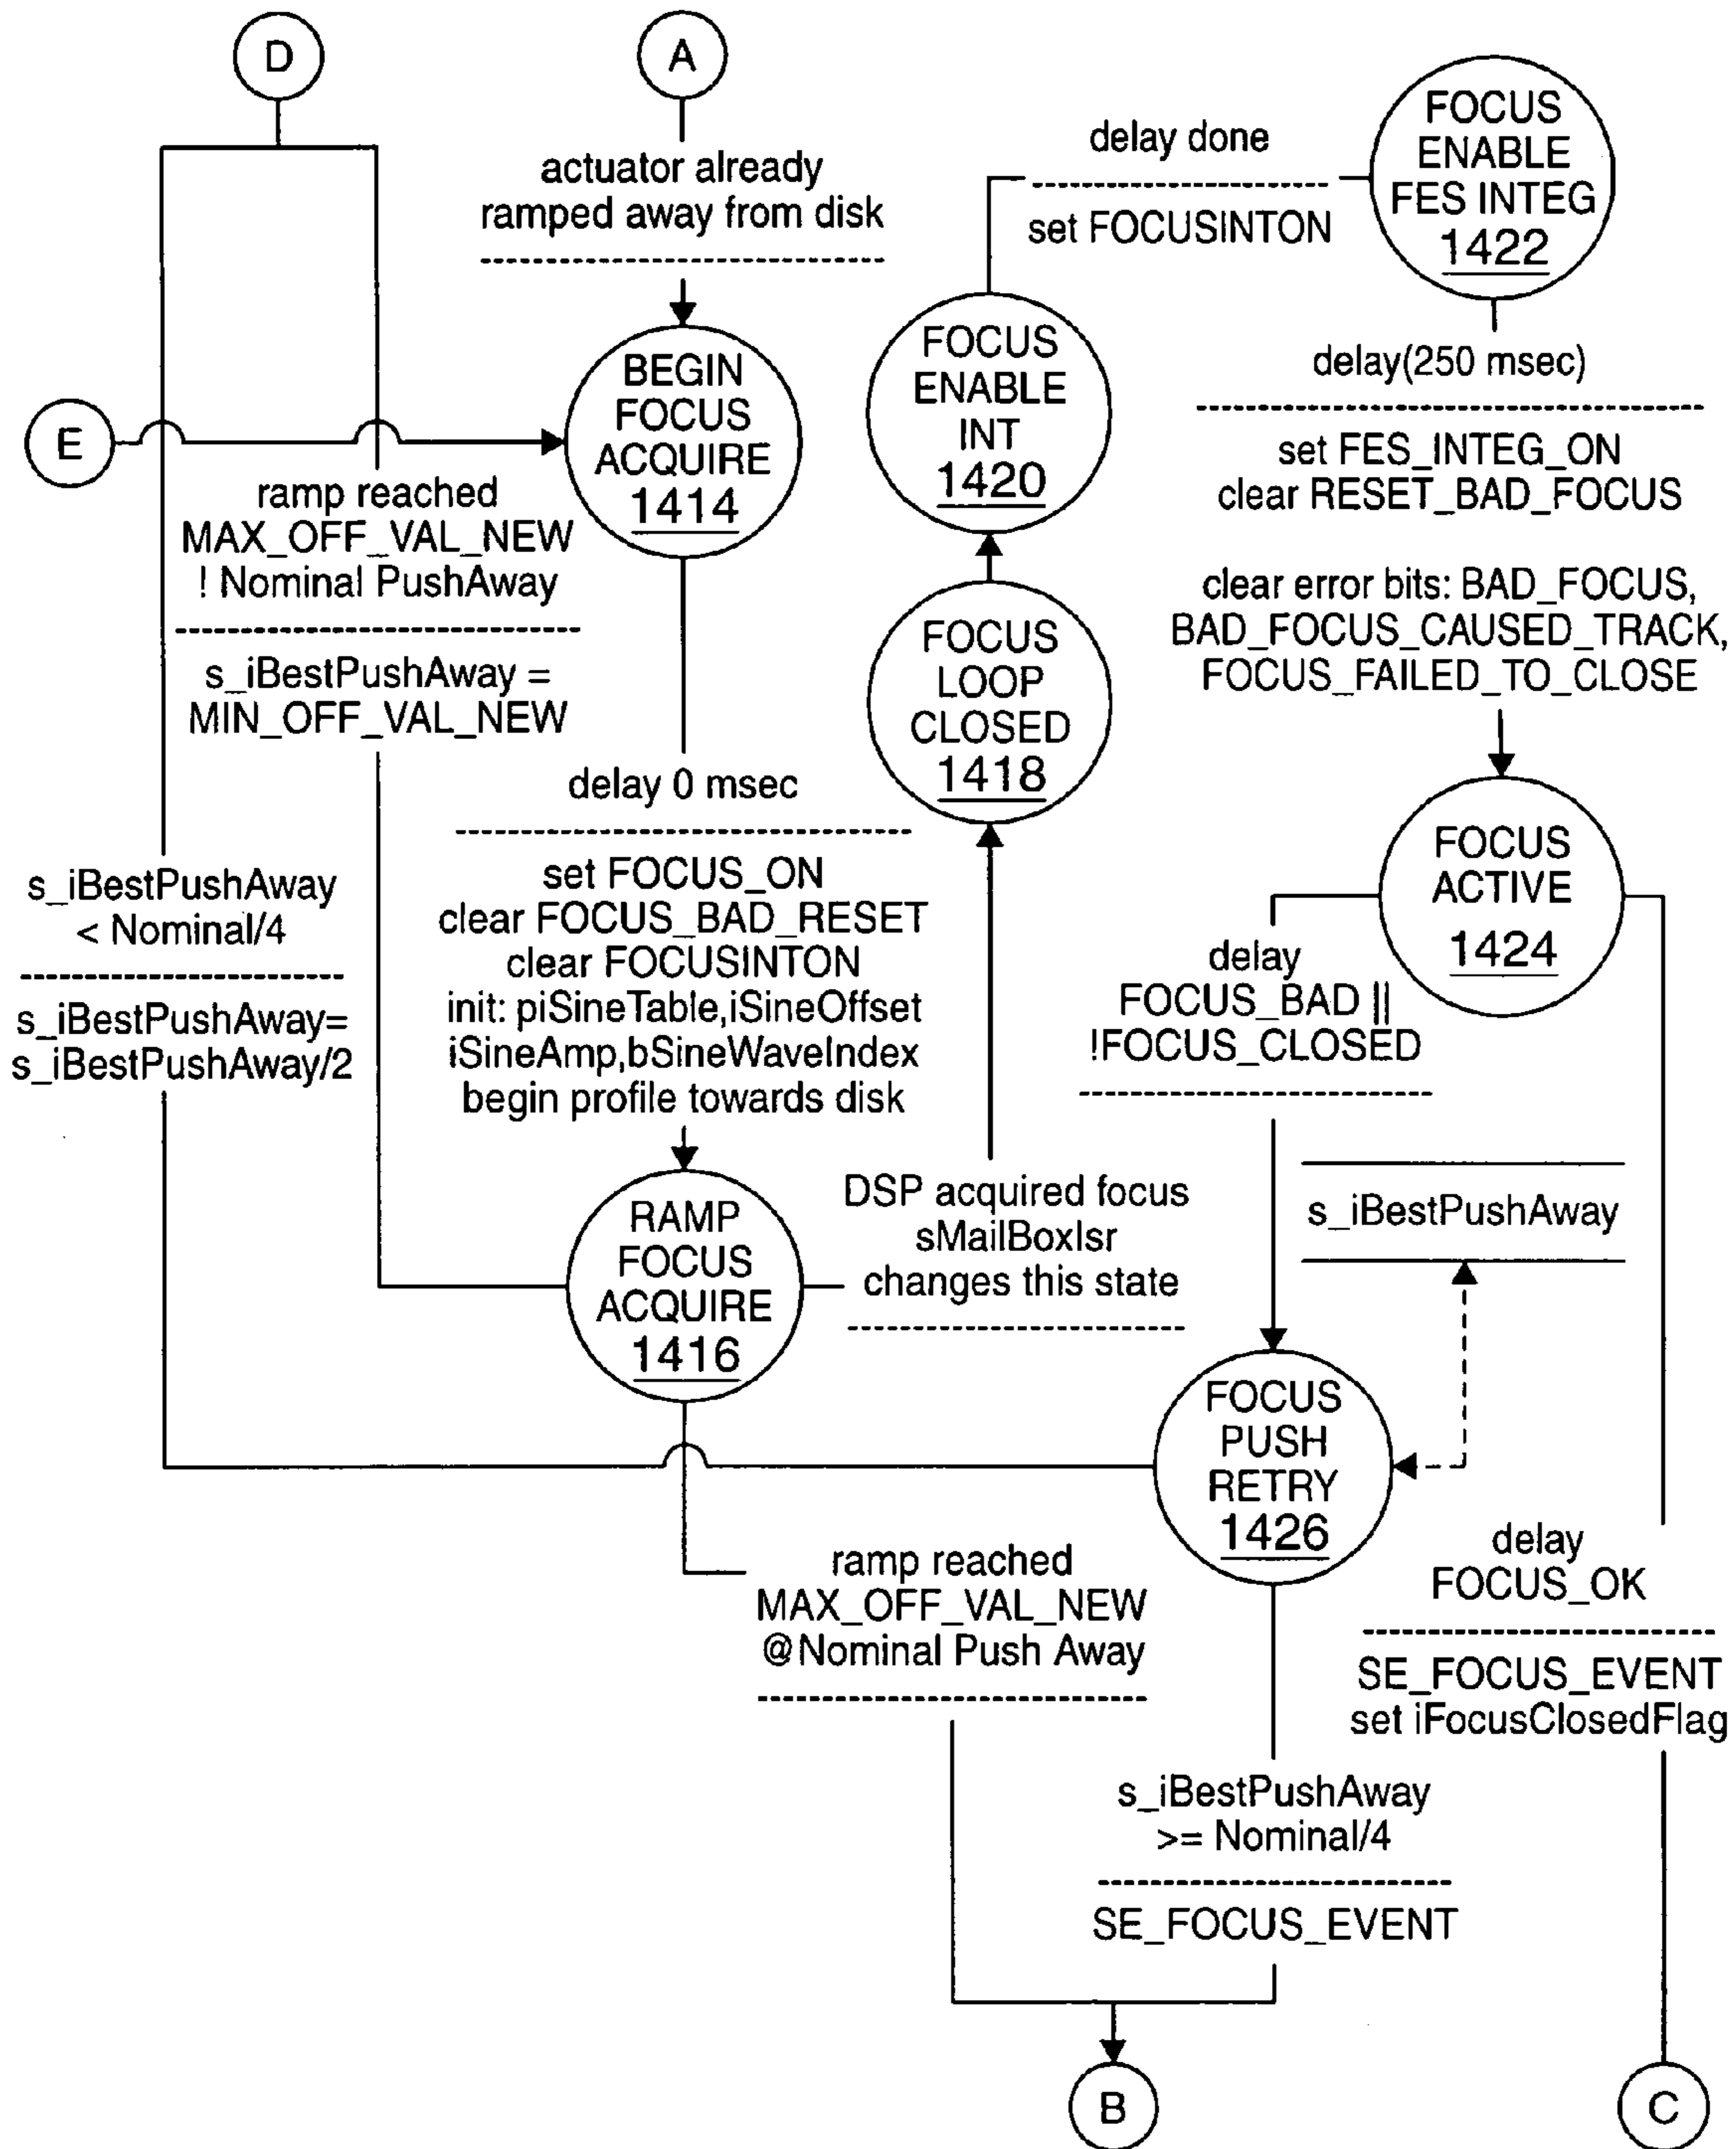 D
A
actuator already
ramped away from disk
delay done
set FOCUSINTON
FOCUS
ENABLE
FES INTEG
1422
E
BEGIN
FOCUS
ACQUIRE
1414
FOCUS
ENABLE
INT
1420
delay(250 msec)
set FES_INTEG_ON
clear RESET_BAD_FOCUS
clear error bits: BAD_FOCUS,
BAD_FOCUS_CAUSED_TRACK,
FOCUS_FAILED_TO_CLOSE
ramp reached
MAX_OFF_VAL_NEW
! Nominal PushAway
s_iBestPushAway =
MIN_OFF_VAL_NEW
FOCUS
LOOP
CLOSED
1418
delay 0 msec
set FOCUS_ON
clear FOCUS_BAD_RESET
clear FOCUSINTON
init: piSineTable,iSineOffset
iSineAmp,bSineWaveIndex
begin profile towards disk
s_iBestPushAway
< Nominal/4
s_iBestPushAway=
s_iBestPushAway/2
FOCUS
ACTIVE
1424
delay
FOCUS_BAD ||
!FOCUS_CLOSED
RAMP
FOCUS
ACQUIRE
1416
DSP acquired focus
sMailBoxIsr
changes this state
s_iBestPushAway
FOCUS
PUSH
RETRY
1426
ramp reached
MAX_OFF_VAL_NEW
@Nominal Push Away
delay
FOCUS_OK
SE_FOCUS_EVENT
set iFocusClosedFlag
s_iBestPushAway
>= Nominal/4
SE_FOCUS_EVENT
B
C